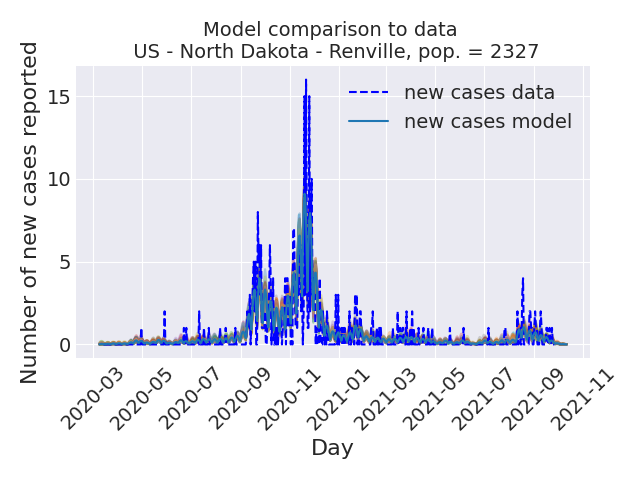 Model comparison to data
US - North Dakota - Renville, pop. = 2327
Number of new cases reported
15
10
5
0
new cases data
new cases model
2020-03
2020-05
2020-07
2020-09
2020-11
2021-01
2021-03
2021-05
2021-07
2021-09
2021-11
Day